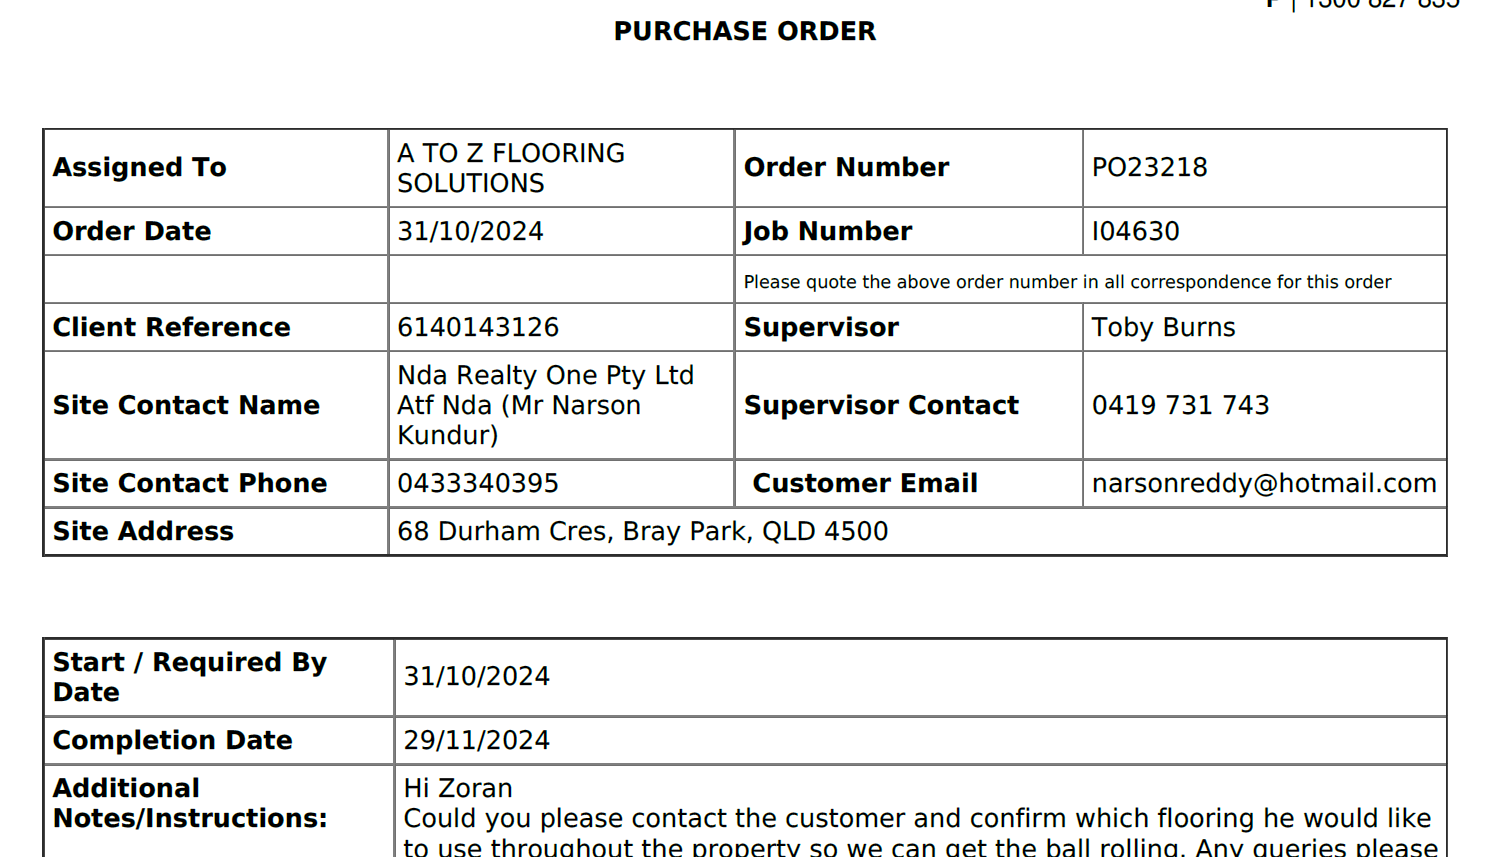 P | 1300 827 835
PURCHASE ORDER
Assigned To
A TO Z FLOORING
SOLUTIONS
Order Number
PO23218
Order Date
31/10/2024
Job Number
I04630
Please quote the above order number in all correspondence for this order
Client Reference
6140143126
Supervisor
Toby Burns
Site Contact Name
Nda Realty One Pty Ltd
Atf Nda (Mr Narson
Kundur)
Supervisor Contact
0419 731 743
Site Contact Phone
0433340395
Customer Email
narsonreddy@hotmail.com
Site Address
68 Durham Cres, Bray Park, QLD 4500
Start / Required By
Date
31/10/2024
Completion Date
29/11/2024
Additional
Notes/Instructions:
Hi Zoran
Could you please contact the customer and confirm which flooring he would like
to use throughout the property so we can get the ball rolling. Any queries please